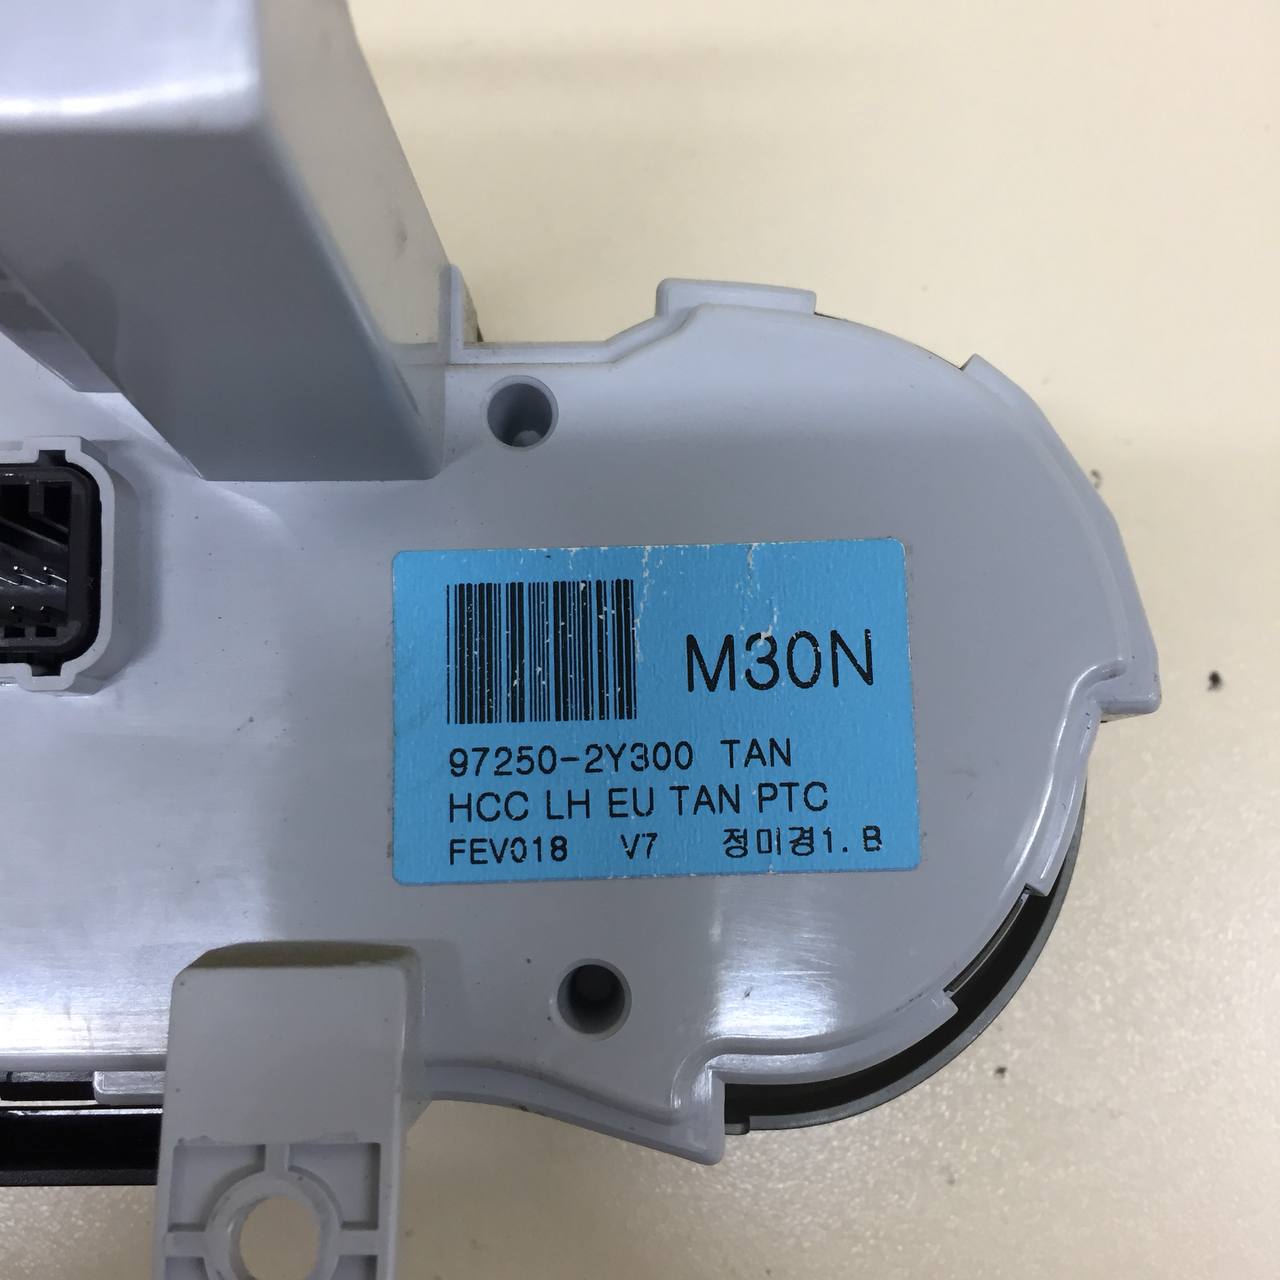 M30N
97250-2Y300 TAN
HCC LH EU TAN PTC
FEV018 V7 정미경1. B